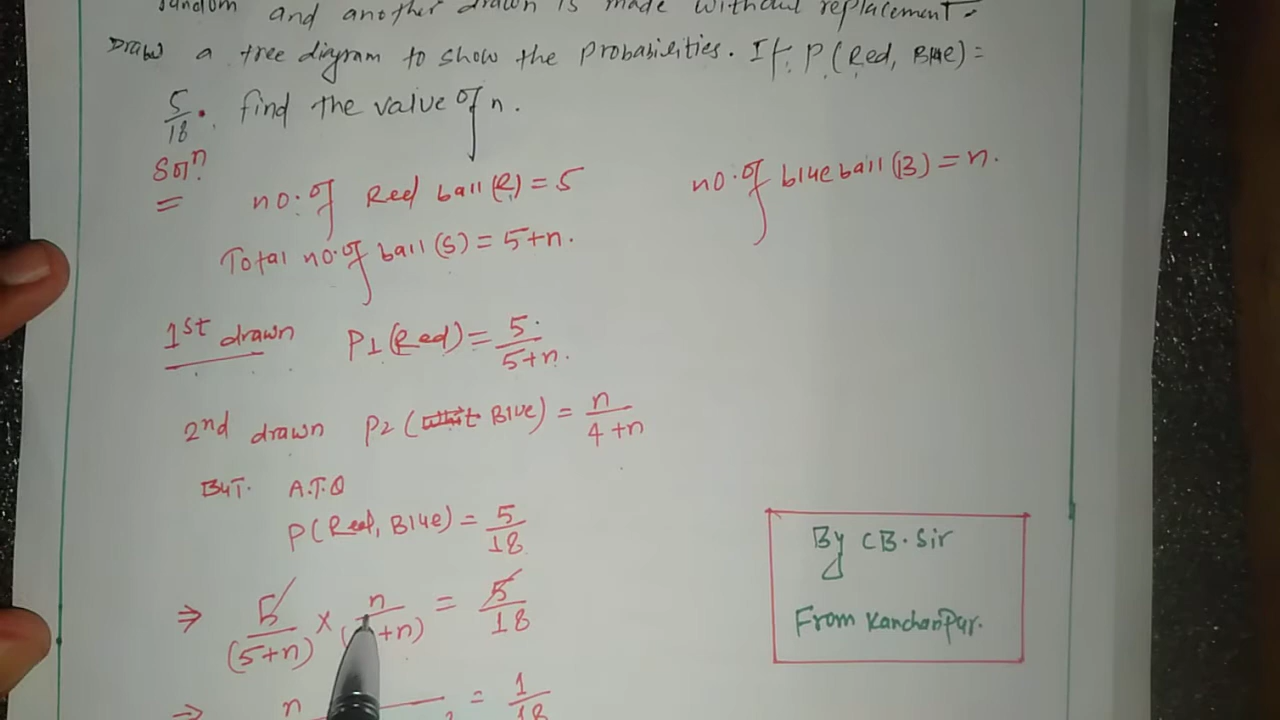 random and another drawn is made without replacement.
Draw a tree diagram to show the probabilities. If P(Red, Blue) =
5/18. find the value of n.
Solⁿ
= no. of Red ball (R) = 5 no. of blue ball (B) = n.
Total no. of ball (S) = 5+n.
1st drawn P1 (Red) = 5/5+n.
2nd drawn P2 (Blue) = n/4+n
But. A.T.Q
P(Red, Blue) = 5/18
⇒ 5/(5+n) × n/( +n) = 5/18
⇒ n = 1/18
By CB. Sir
From Kanchanpur.